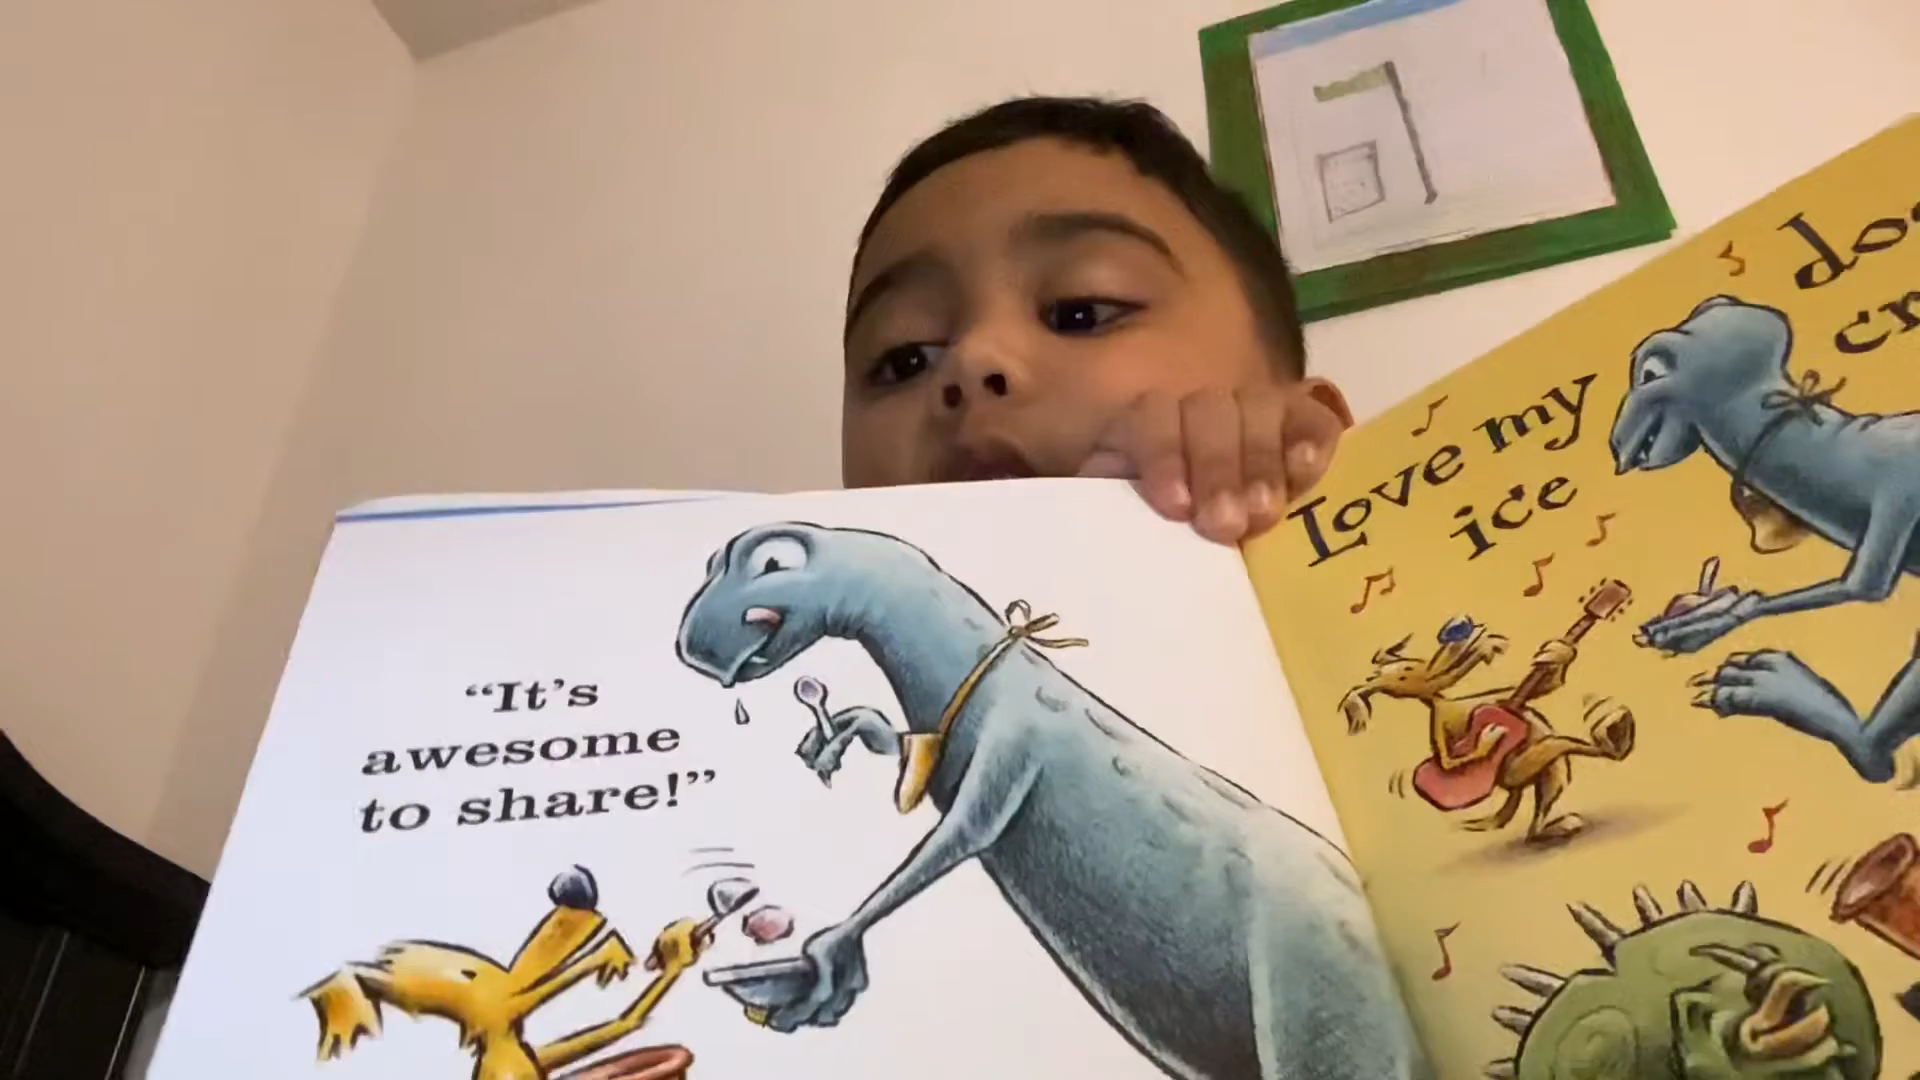 “It’s
awesome
to share!”
Love my
ice